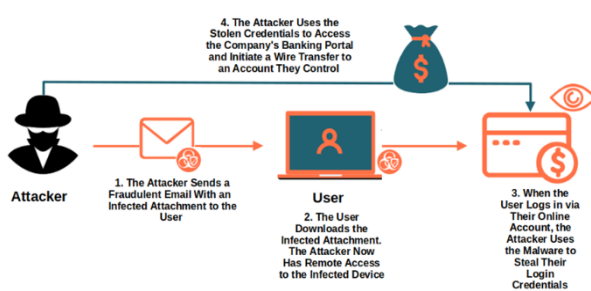 4. The Attacker Uses the
Stolen Credentials to Access
the Company's Banking Portal
and Initiate a Wire Transfer to
an Account They Control
$
Attacker
1. The Attacker Sends a
Fraudulent Email With an
Infected Attachment to the
User
User
2. The User
Downloads the
Infected Attachment.
The Attacker Now
Has Remote Access
to the Infected Device
$
3. When the
User Logs in via
Their Online
Account, the
Attacker Uses
the Malware to
Steal Their
Login
Credentials